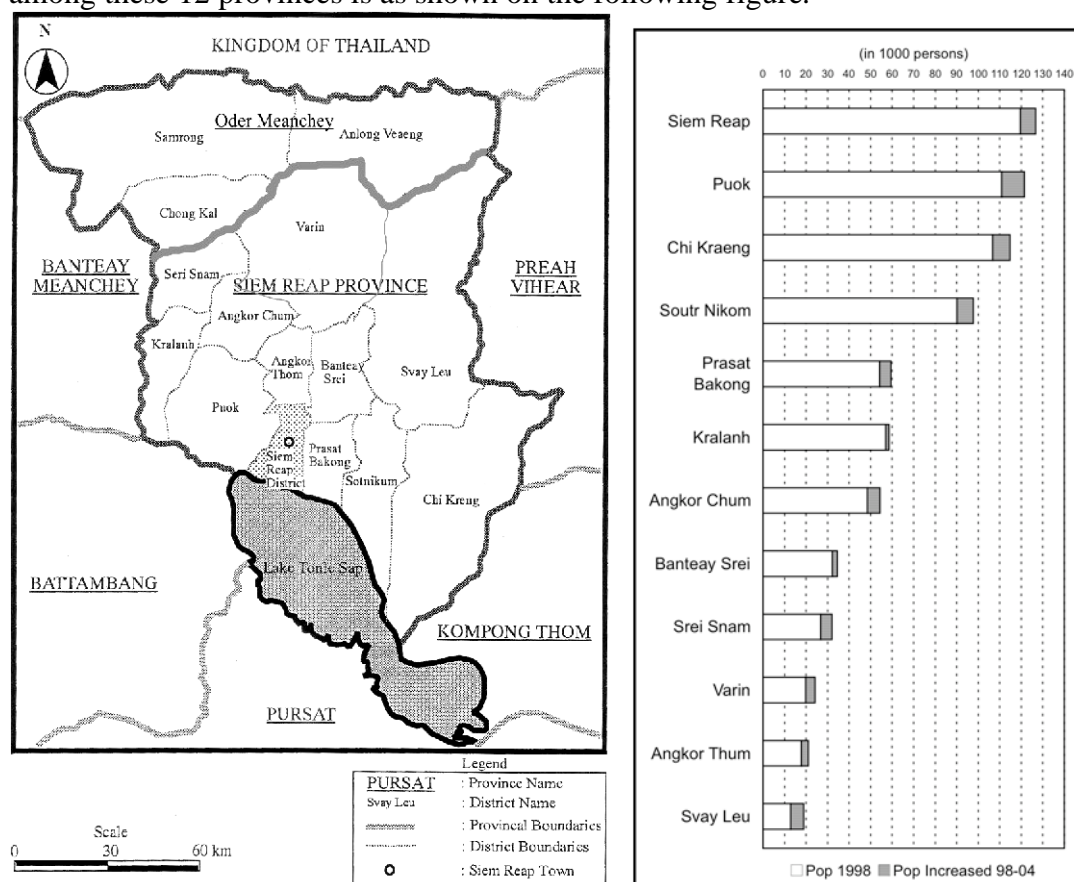 among these 12 provinces is as shown on the following figure.
N
KINGDOM OF THAILAND
Oder Meanchey
Samrong
Anlong Veaeng
Chong Kal
Varin
BANTEAY
MEANCHEY
Seri Snam
SIEM REAP PROVINCE
PREAH
VIHEAR
Angkor Chum
Kralanh
Angkor
Thom
Banteay
Srei
Svay Leu
Puok
Siem
Reap
District
Prasat
Bakong
Sotnikum
Chi Kreng
Lake Tonle Sap
BATTAMBANG
KOMPONG THOM
PURSAT
Legend
PURSAT : Province Name
Svay Leu : District Name
: Provincal Boundaries
: District Boundaries
: Siem Reap Town
Scale
0 30 60 km
(in 1000 persons)
0 10 20 30 40 50 60 70 80 90 100 110 120 130 140
Siem Reap
Puok
Chi Kraeng
Soutr Nikom
Prasat
Bakong
Kralanh
Angkor Chum
Banteay Srei
Srei Snam
Varin
Angkor Thum
Svay Leu
Pop 1998 Pop Increased 98-04